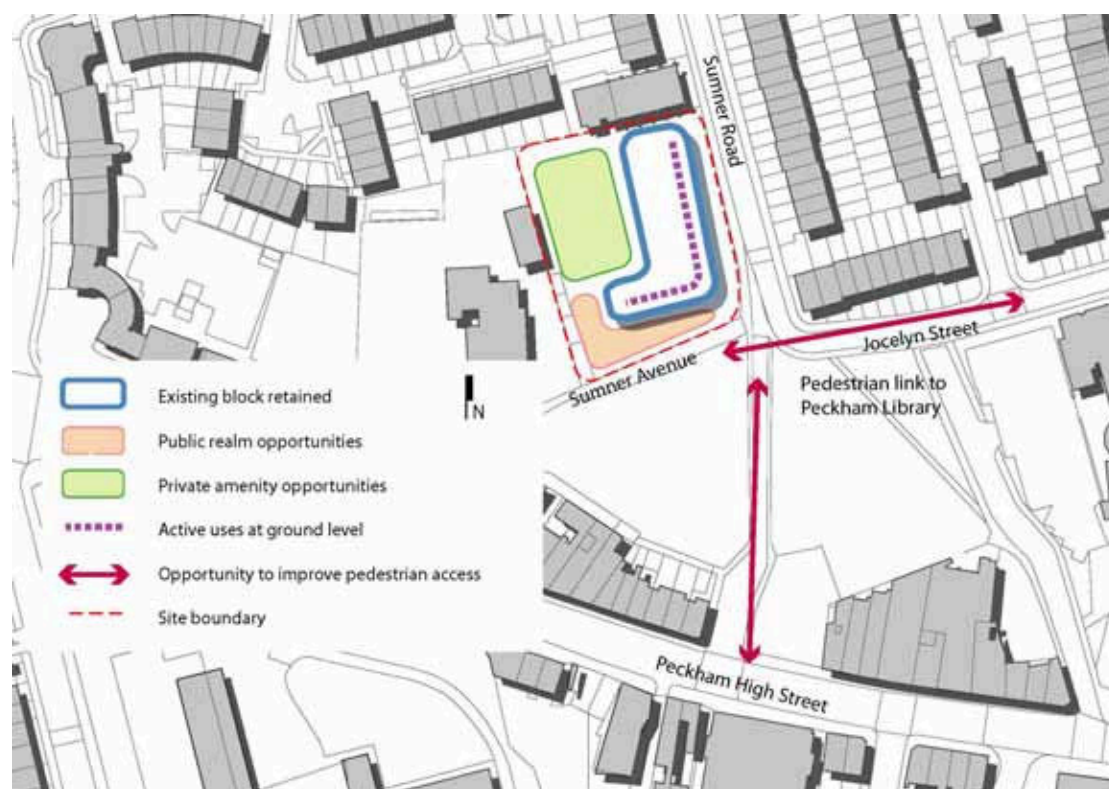 Sumner Road
Jocelyn Street
Sumner Avenue
Pedestrian link to
Peckham Library
Existing block retained
N
Public realm opportunities
Private amenity opportunities
Active uses at ground level
Opportunity to improve pedestrian access
Site boundary
Peckham High Street